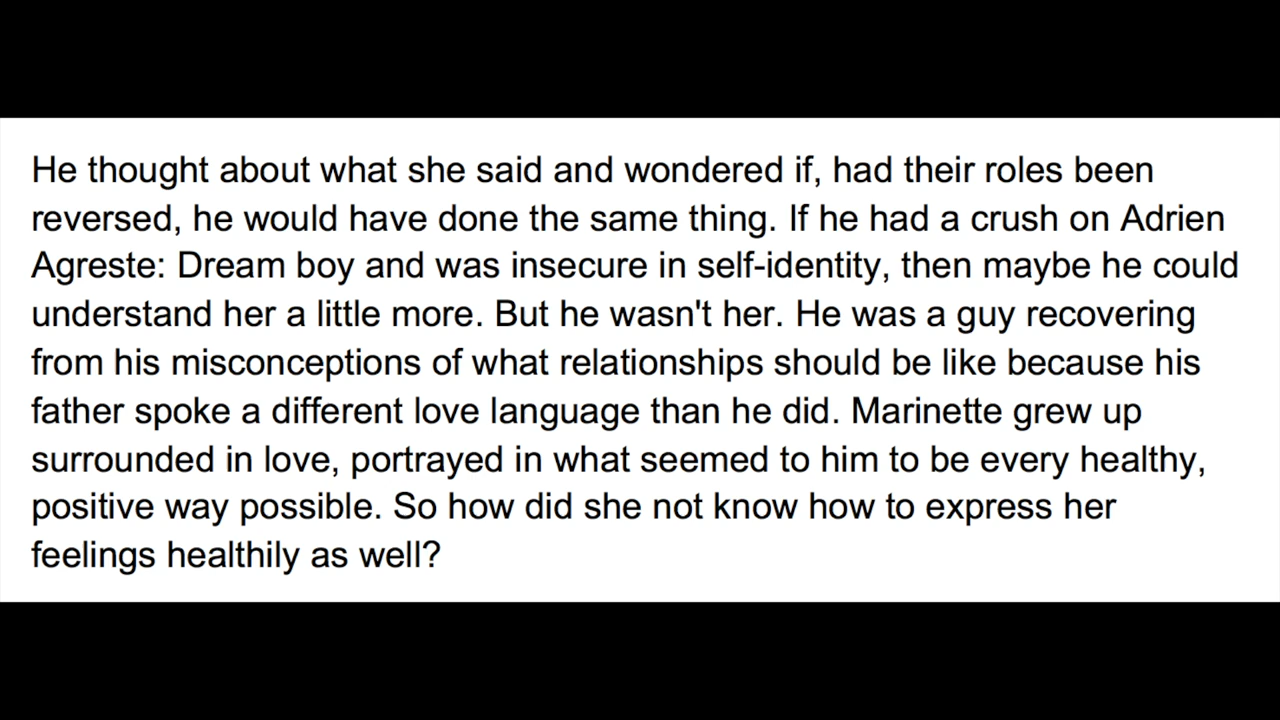 He thought about what she said and wondered if, had their roles been
reversed, he would have done the same thing. If he had a crush on Adrien
Agreste: Dream boy and was insecure in self-identity, then maybe he could
understand her a little more. But he wasn't her. He was a guy recovering
from his misconceptions of what relationships should be like because his
father spoke a different love language than he did. Marinette grew up
surrounded in love, portrayed in what seemed to him to be every healthy,
positive way possible. So how did she not know how to express her
feelings healthily as well?